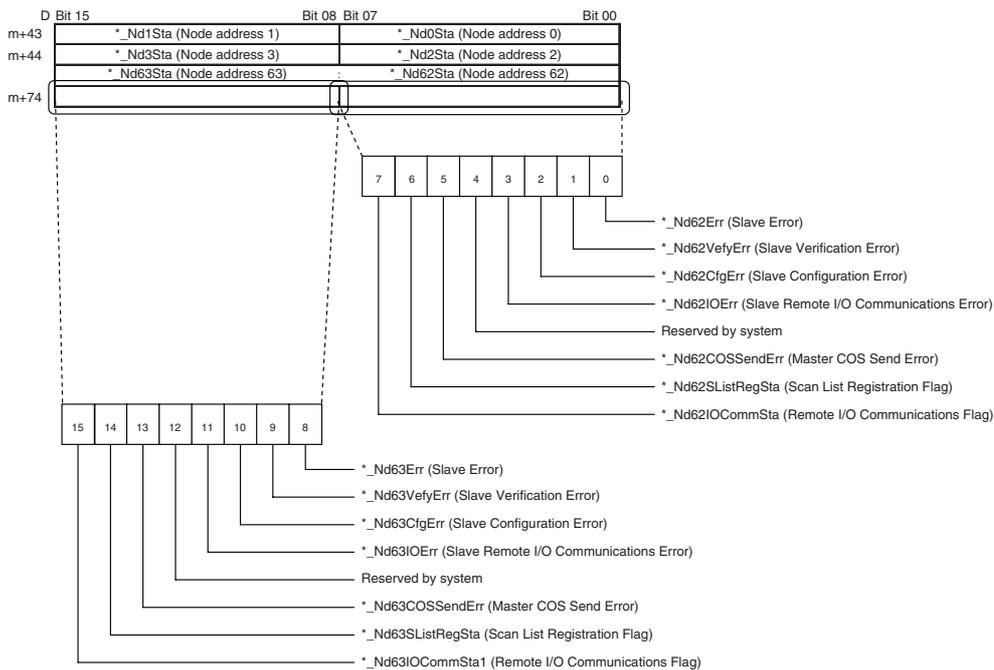 D Bit 15 Bit 08 Bit 07 Bit 00
m+43 *_Nd1Sta (Node address 1) *_Nd0Sta (Node address 0)
m+44 *_Nd3Sta (Node address 3) *_Nd2Sta (Node address 2)
*_Nd63Sta (Node address 63) : *_Nd62Sta (Node address 62)
m+74
7 6 5 4 3 2 1 0
*_Nd62Err (Slave Error)
*_Nd62VefyErr (Slave Verification Error)
*_Nd62CfgErr (Slave Configuration Error)
*_Nd62IOErr (Slave Remote I/O Communications Error)
Reserved by system
*_Nd62COSSendErr (Master COS Send Error)
*_Nd62SListRegSta (Scan List Registration Flag)
*_Nd62IOCommSta (Remote I/O Communications Flag)
15 14 13 12 11 10 9 8
*_Nd63Err (Slave Error)
*_Nd63VefyErr (Slave Verification Error)
*_Nd63CfgErr (Slave Configuration Error)
*_Nd63IOErr (Slave Remote I/O Communications Error)
Reserved by system
*_Nd63COSSendErr (Master COS Send Error)
*_Nd63SListRegSta (Scan List Registration Flag)
*_Nd63IOCommSta1 (Remote I/O Communications Flag)